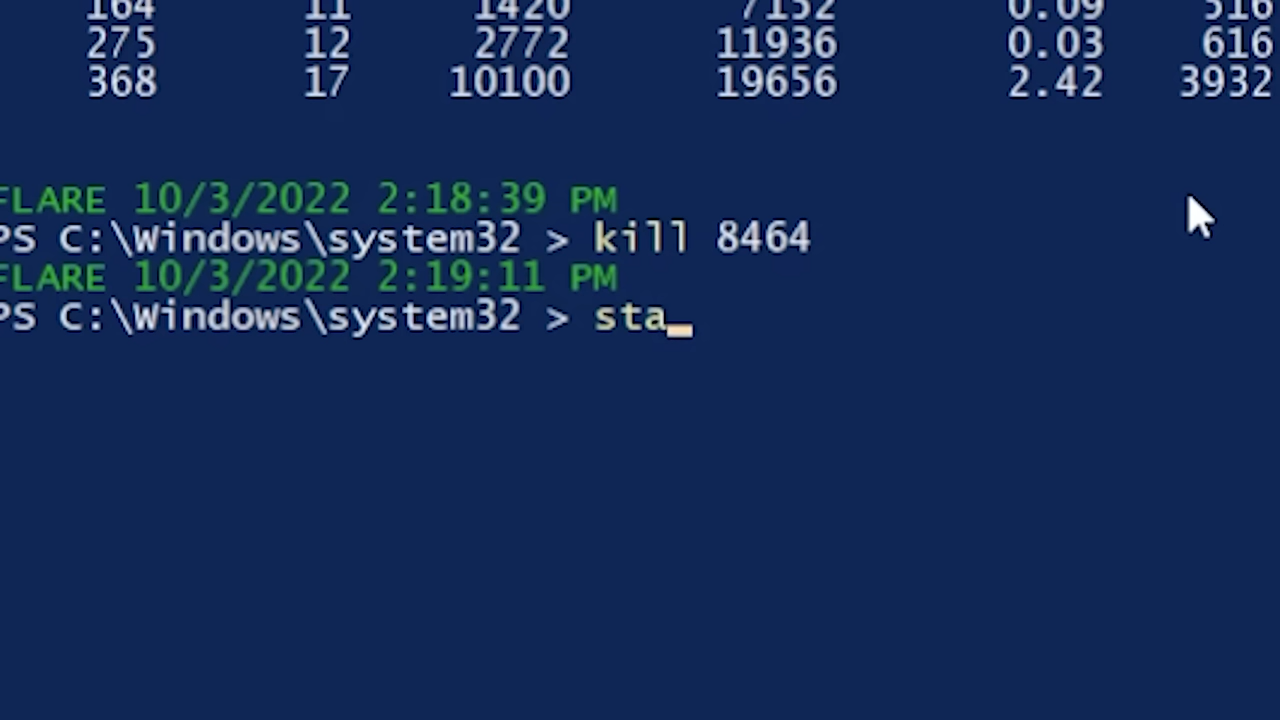 164 11 1420 7152 0.09 516
275 12 2772 11936 0.03 616
368 17 10100 19656 2.42 3932
FLARE 10/3/2022 2:18:39 PM
PS C:\Windows\system32 > kill 8464
FLARE 10/3/2022 2:19:11 PM
PS C:\Windows\system32 > sta_